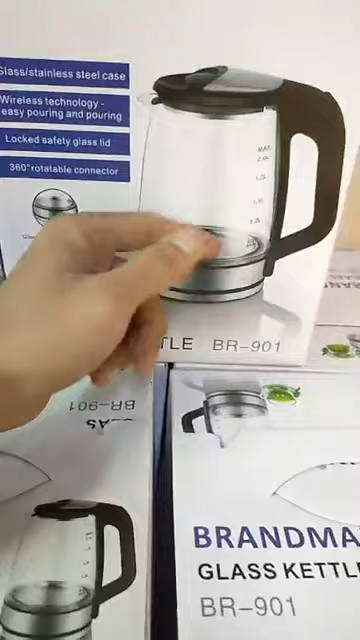 Glass/stainless steel case
Wireless technology -
easy pouring and pouring
Locked safety glass lid
360°rotatable connector
MAX
BR-901
BR-901
BRANDMA
GLASS KETTL
BR-901